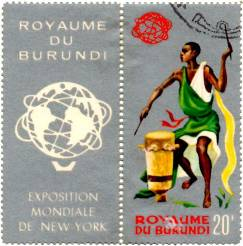 ROYAUME
DU
BURUNDI
EXPOSITION
MONDIALE
DE NEW-YORK
ROYAUME
DU BURUNDI
20F